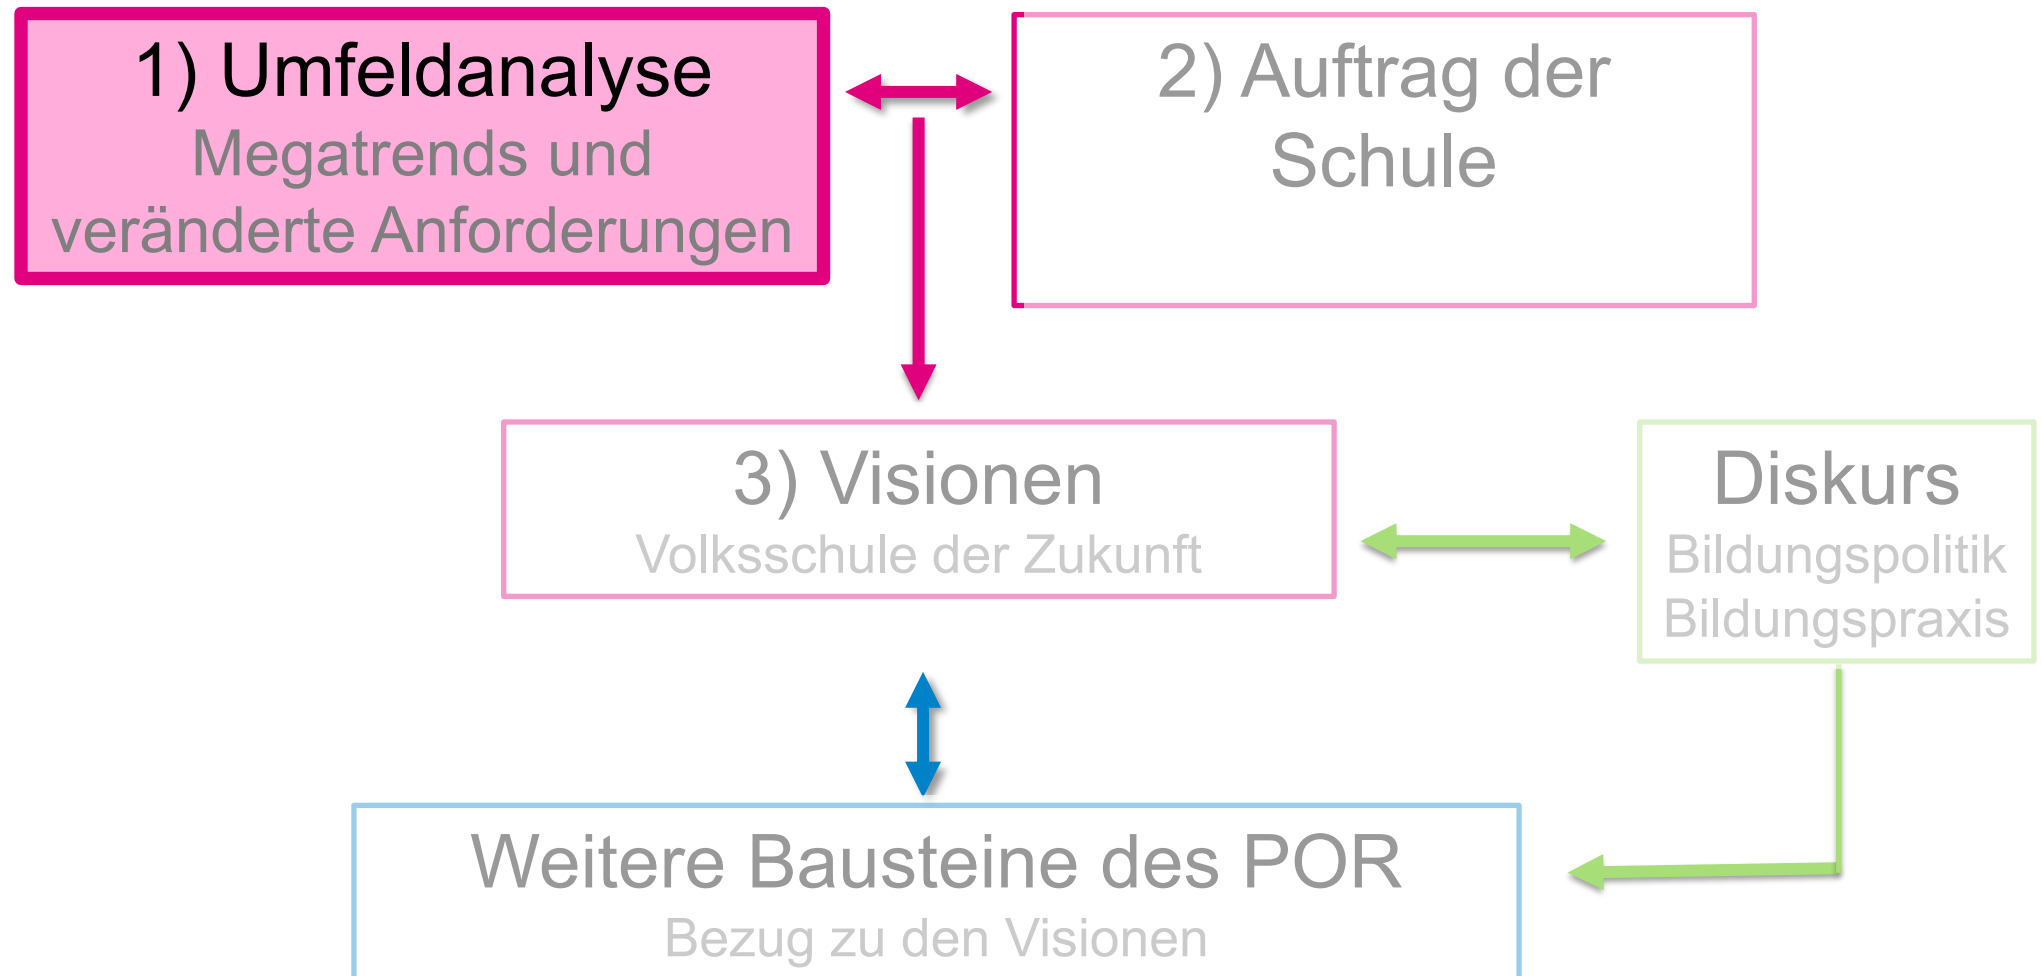 1) Umfeldanalyse
Megatrends und
veränderte Anforderungen
2) Auftrag der
Schule
3) Visionen
Volksschule der Zukunft
Diskurs
Bildungspolitik
Bildungspraxis
Weitere Bausteine des POR
Bezug zu den Visionen